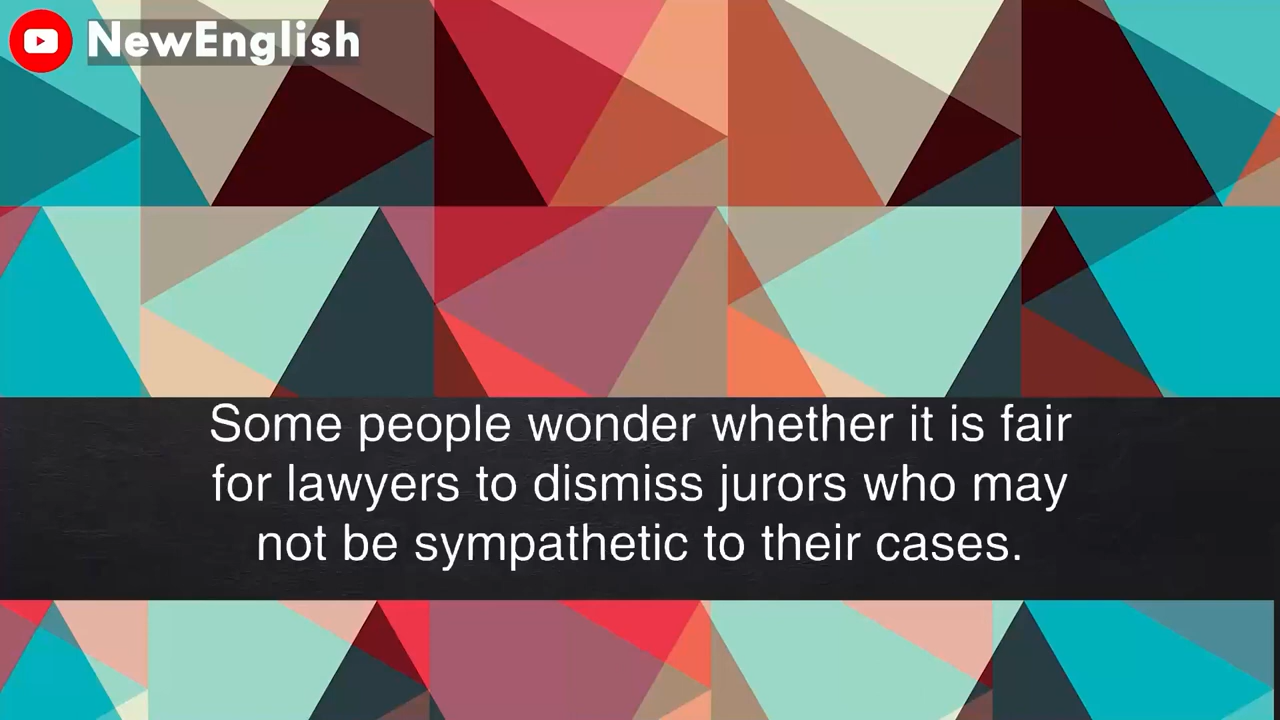 NewEnglish
Some people wonder whether it is fair
for lawyers to dismiss jurors who may
not be sympathetic to their cases.